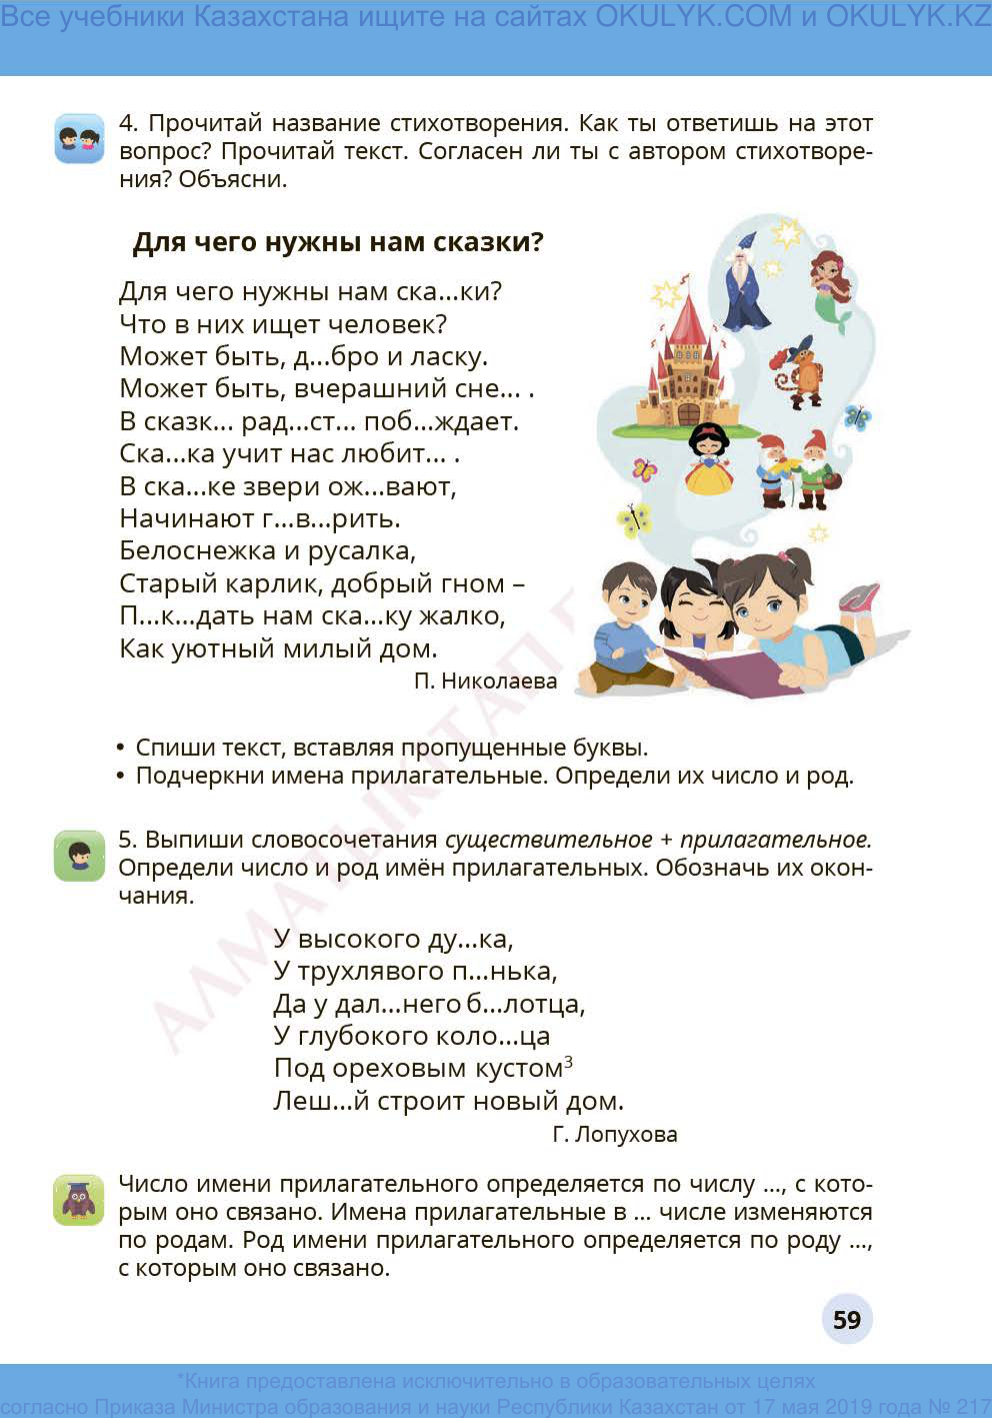 Все учебники Казахстана ищите на сайтах OKULYK.COM и OKULYK.KZ
4. Прочитай название стихотворения. Как ты ответишь на этот
вопрос? Прочитай текст. Согласен ли ты с автором стихотворе-
ния? Объясни.
Для чего нужны нам сказки?
Для чего нужны нам ска...ки?
Что в них ищет человек?
Может быть, д...бро и ласку.
Может быть, вчерашний сне... .
В сказк... рад...ст... поб...ждает.
Ска...ка учит нас любит... .
В ска...ке звери ож...вают,
Начинают г...в...рить.
Белоснежка и русалка,
Старый карлик, добрый гном –
П...к...дать нам ска...ку жалко,
Как уютный милый дом.
П. Николаева
• Спиши текст, вставляя пропущенные буквы.
• Подчеркни имена прилагательные. Определи их число и род.
5. Выпиши словосочетания существительное + прилагательное.
Определи число и род имён прилагательных. Обозначь их окон-
чания.
У высокого ду...ка,
У трухлявого п...нька,
Да у дал...него б...лотца,
У глубокого коло...ца
Под ореховым кустом³
Леш...й строит новый дом.
Г. Лопухова
Число имени прилагательного определяется по числу ..., с кото-
рым оно связано. Имена прилагательные в ... числе изменяются
по родам. Род имени прилагательного определяется по роду ...,
с которым оно связано.
59
*Книга предоставлена исключительно в образовательных целях
согласно Приказа Министра образования и науки Республики Казахстан от 17 мая 2019 года № 217